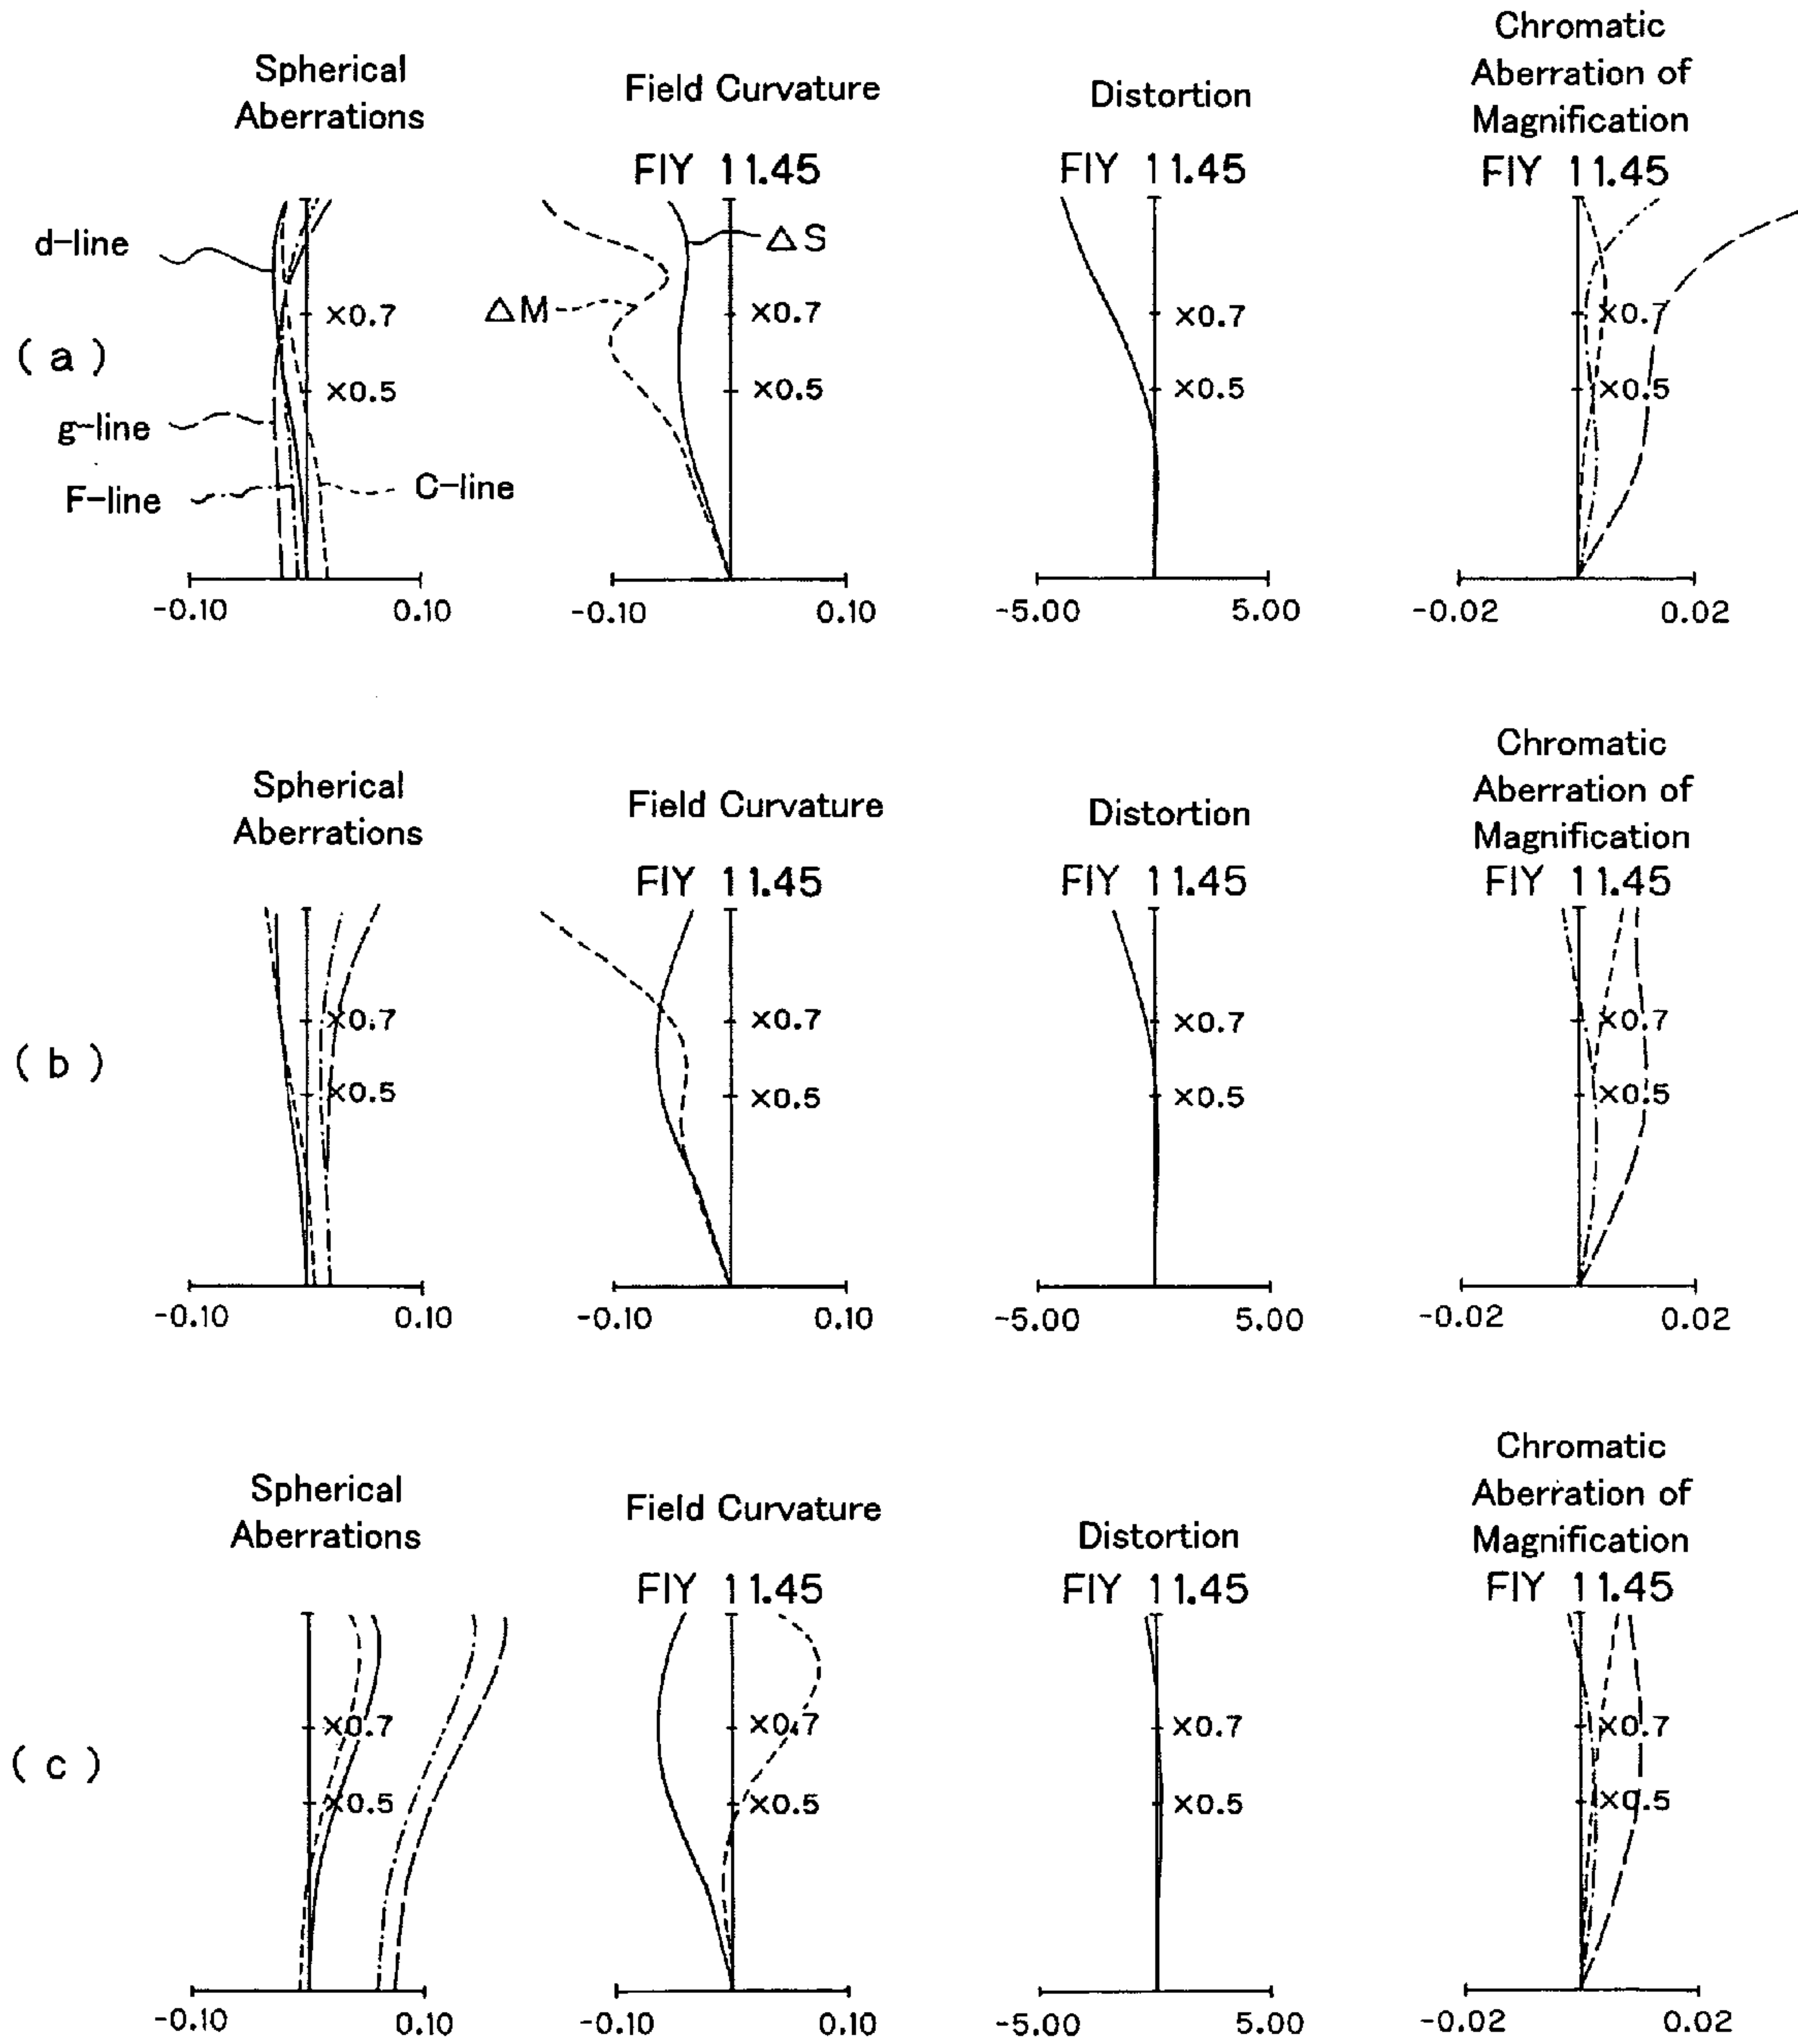 Spherical
Aberrations
Field Curvature
Distortion
Chromatic
Aberration of
Magnification
FIY 11.45
FIY 11.45
FIY 11.45
d-line
ΔS
ΔM
×0.7
×0.7
×0.7
×0.7
(a)
×0.5
×0.5
×0.5
×0.5
g-line
F-line
C-line
-0.10
0.10
-0.10
0.10
-5.00
5.00
-0.02
0.02
Spherical
Aberrations
Field Curvature
Distortion
Chromatic
Aberration of
Magnification
FIY 11.45
FIY 11.45
FIY 11.45
×0.7
×0.7
×0.7
×0.7
(b)
×0.5
×0.5
×0.5
×0.5
-0.10
0.10
-0.10
0.10
-5.00
5.00
-0.02
0.02
Spherical
Aberrations
Field Curvature
Distortion
Chromatic
Aberration of
Magnification
FIY 11.45
FIY 11.45
FIY 11.45
×0.7
×0.7
×0.7
×0.7
(c)
×0.5
×0.5
×0.5
×0.5
-0.10
0.10
-0.10
0.10
-5.00
5.00
-0.02
0.02